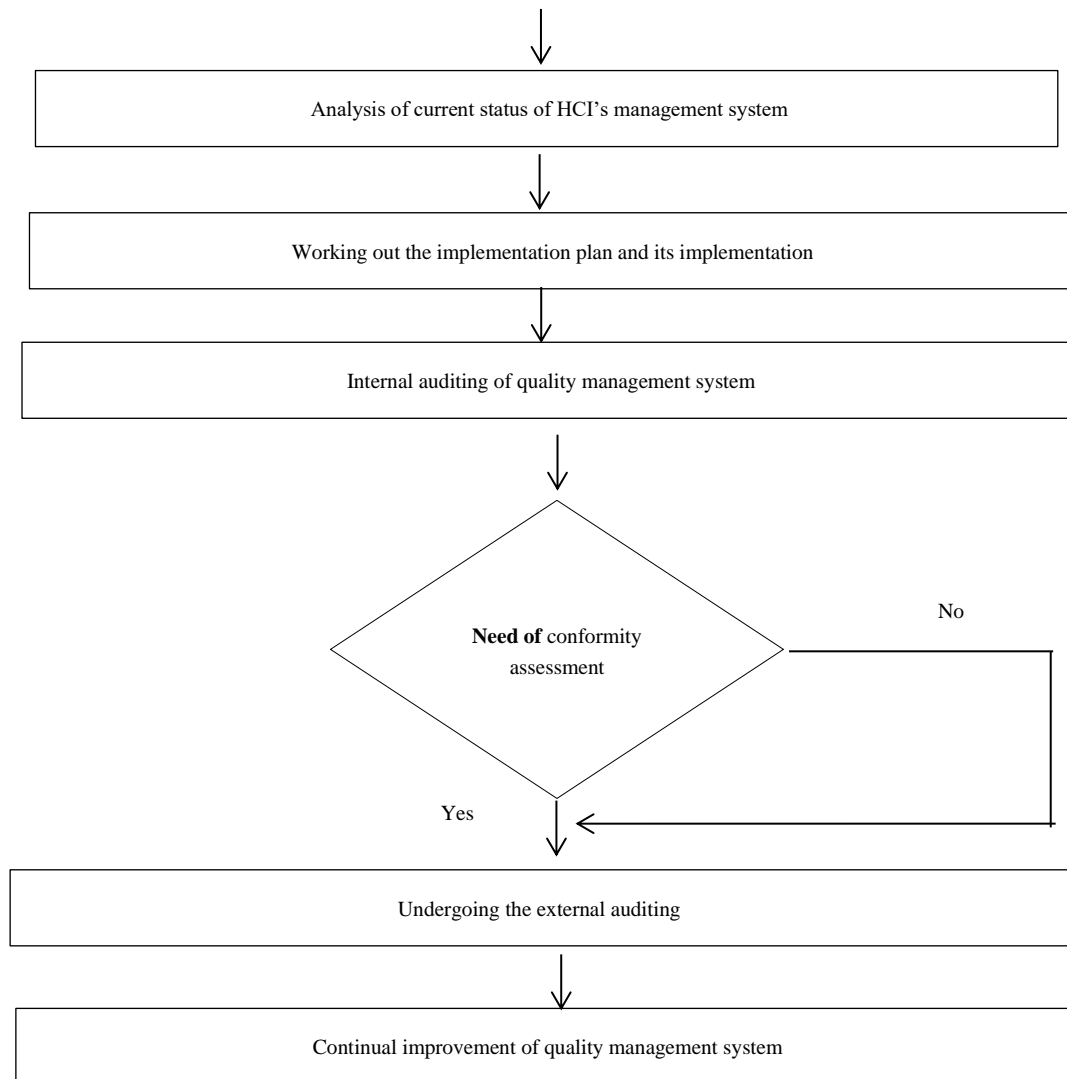 Analysis of current status of HCI’s management system
Working out the implementation plan and its implementation
Internal auditing of quality management system
Need of conformity
assessment
No
Yes
Undergoing the external auditing
Continual improvement of quality management system